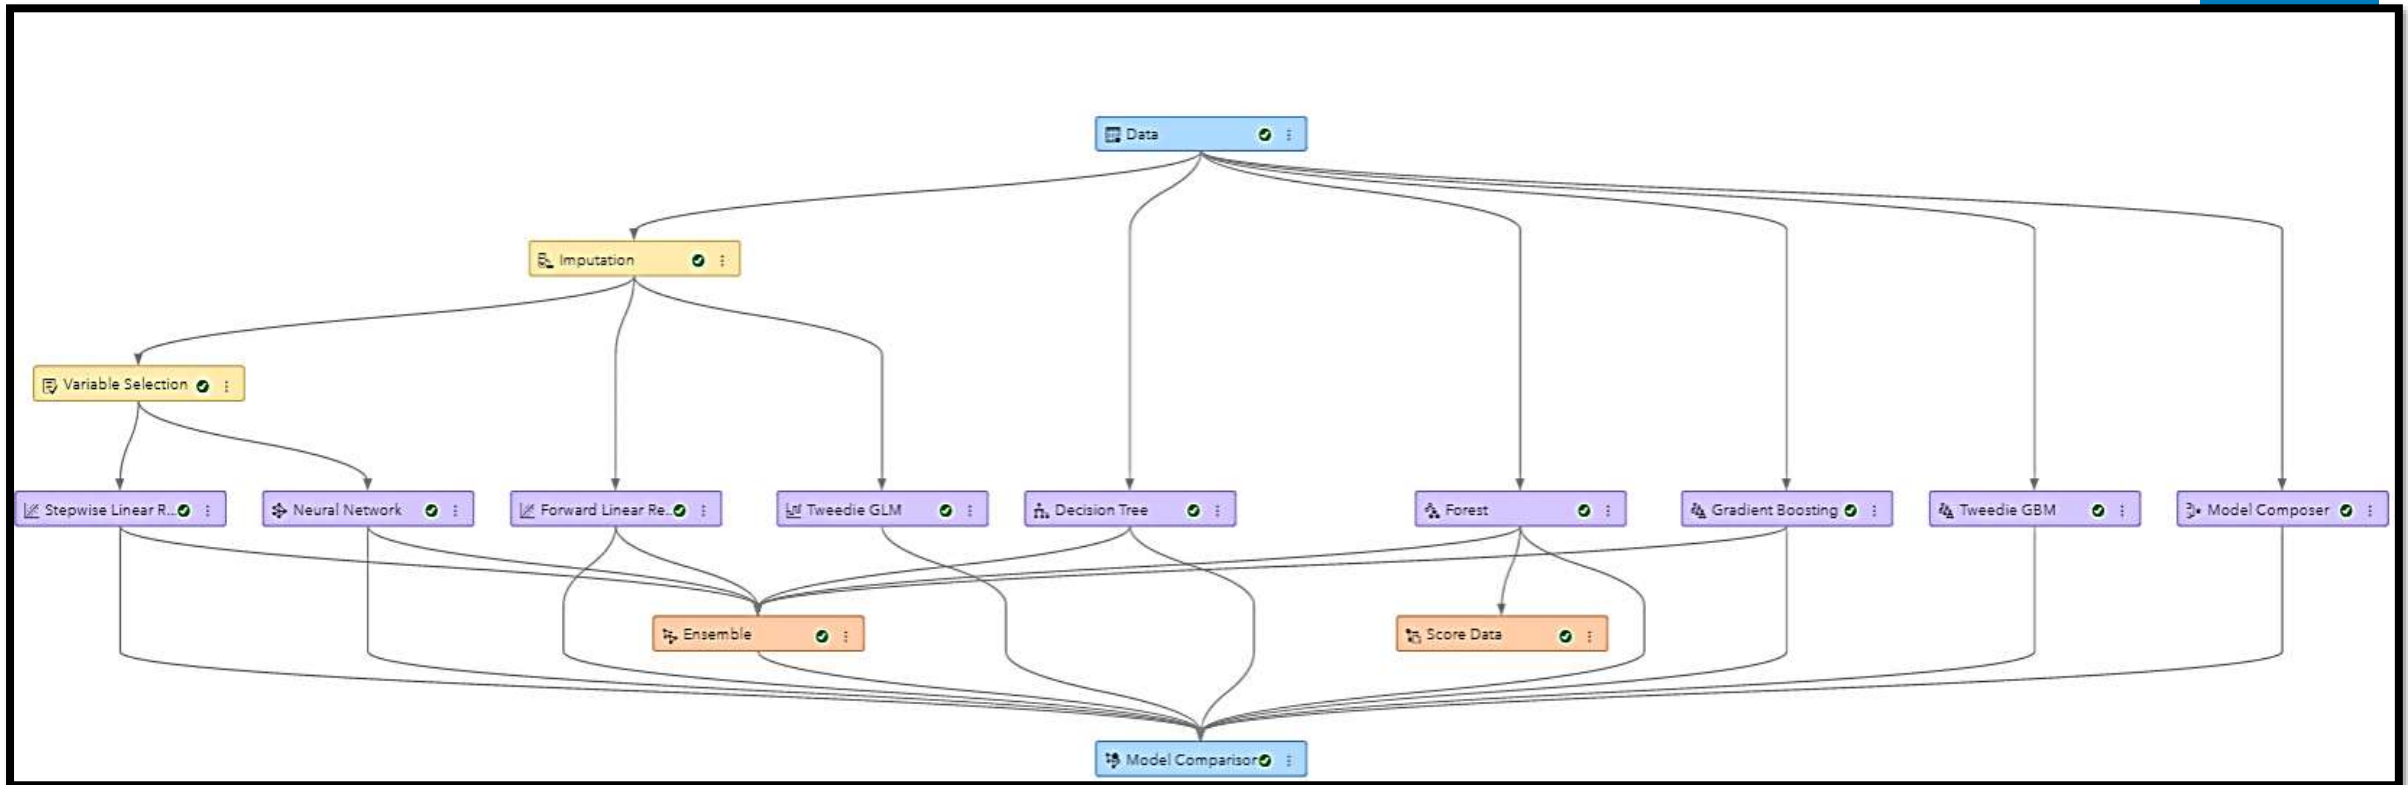 Data
Imputation
Variable Selection
Stepwise Linear R...
Neural Network
Forward Linear Re...
Tweedie GLM
Decision Tree
Forest
Gradient Boosting
Tweedie GBM
Model Composer
Ensemble
Score Data
Model Comparison